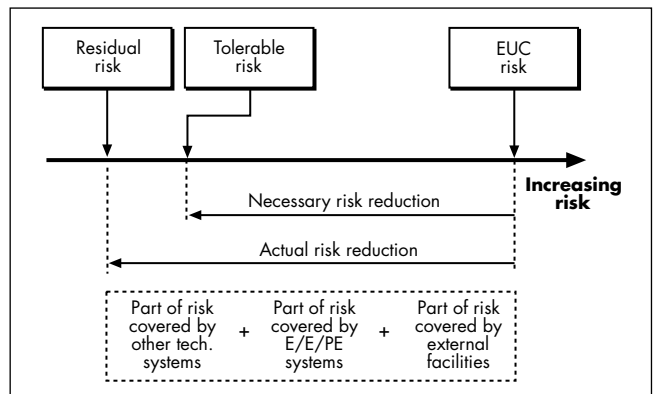 Residual
risk
Tolerable
risk
EUC
risk
Increasing
risk
Necessary risk reduction
Actual risk reduction
Part of risk
covered by
other tech.
systems
+
Part of risk
covered by
E/E/PE
systems
+
Part of risk
covered by
external
facilities